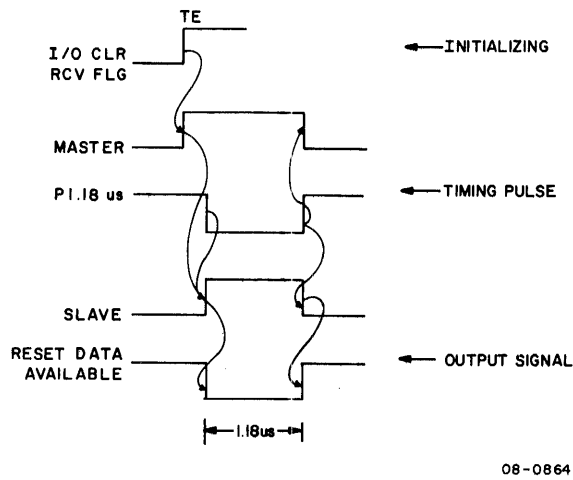 TE
I/O CLR
RCV FLG
INITIALIZING
MASTER
P1.18 us
TIMING PULSE
SLAVE
RESET DATA
AVAILABLE
OUTPUT SIGNAL
1.18us
08-0864